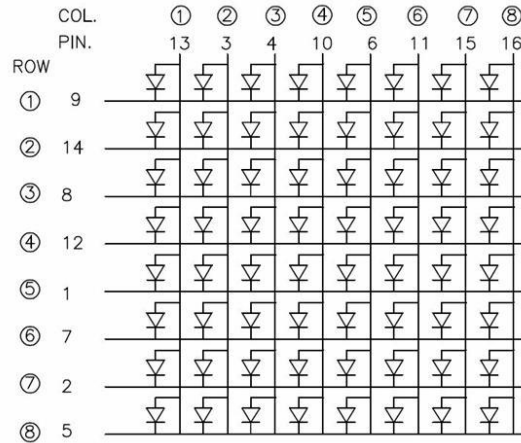 COL. ① ② ③ ④ ⑤ ⑥ ⑦ ⑧
PIN. 13 3 4 10 6 11 15 16
ROW
① 9
② 14
③ 8
④ 12
⑤ 1
⑥ 7
⑦ 2
⑧ 5